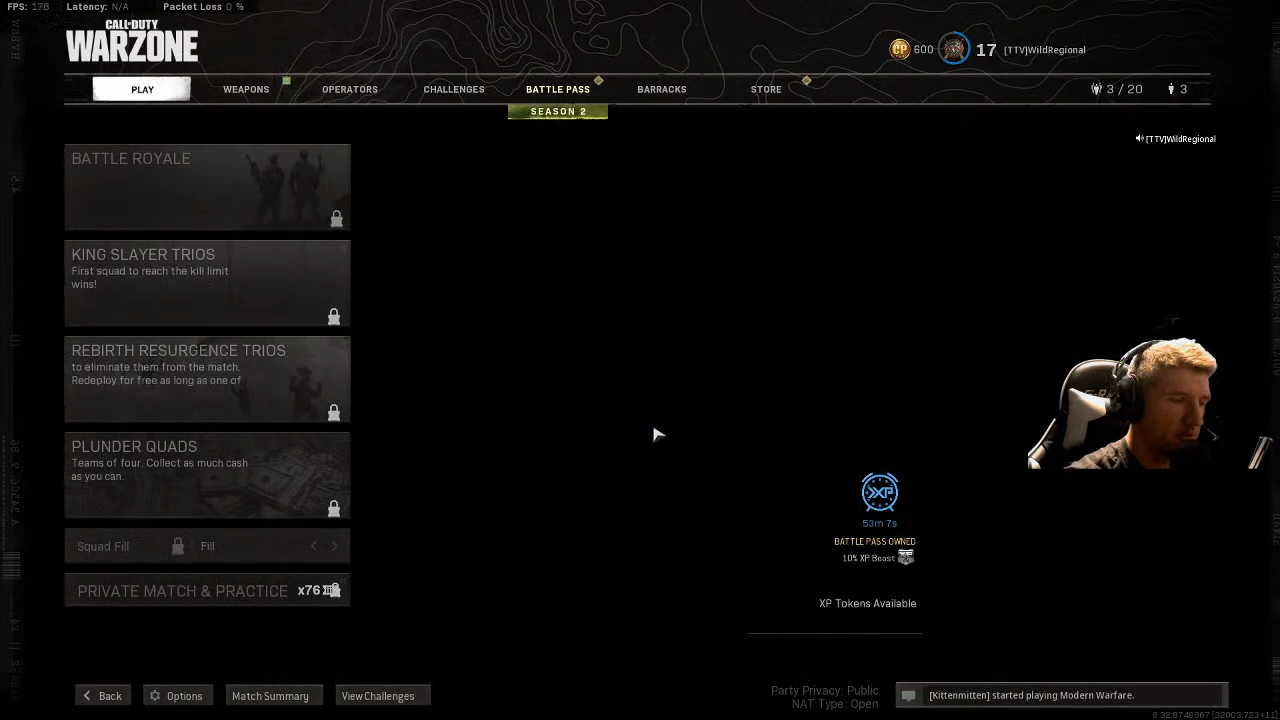 FPS: 176 Latency: N/A Packet Loss 0 %
CALL OF DUTY
WARZONE
CP 600 17 [TTV]WildRegional
PLAY WEAPONS OPERATORS CHALLENGES BATTLE PASS BARRACKS STORE 3 / 20 3
SEASON 2
[TTV]WildRegional
BATTLE ROYALE
KING SLAYER TRIOS
First squad to reach the kill limit
wins!
REBIRTH RESURGENCE TRIOS
to eliminate them from the match.
Redeploy for free as long as one of
PLUNDER QUADS
Teams of four. Collect as much cash
as you can.
Squad Fill Fill
PRIVATE MATCH & PRACTICE x76
XP
53m 7s
BATTLE PASS OWNED
10% XP Boost
XP Tokens Available
Back Options Match Summary View Challenges
Party Privacy: Public
NAT Type: Open
[Kittenmitten] started playing Modern Warfare.